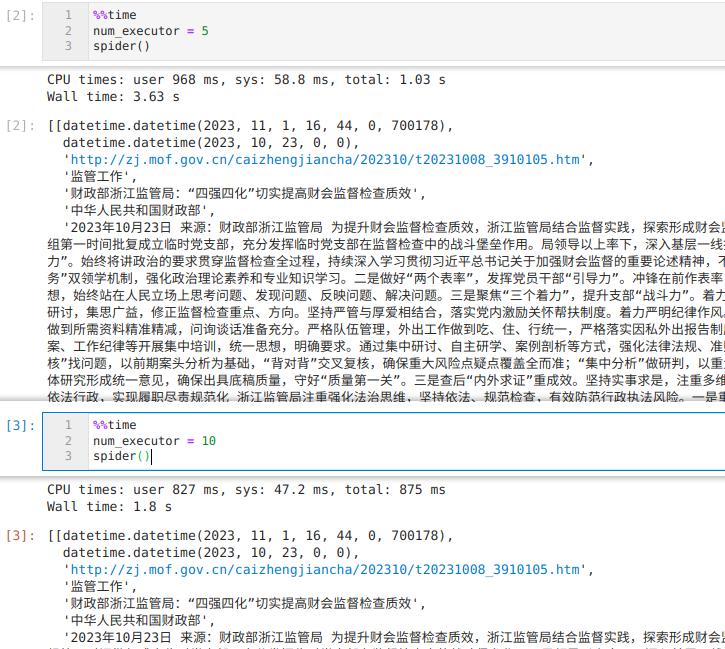 [2]:
1 %%time
2 num_executor = 5
3 spider()
CPU times: user 968 ms, sys: 58.8 ms, total: 1.03 s
Wall time: 3.63 s
[2]: [[datetime.datetime(2023, 11, 1, 16, 44, 0, 700178),
datetime.datetime(2023, 10, 23, 0, 0),
'http://zj.mof.gov.cn/caizhengjiancha/202310/t20231008_3910105.htm',
'监管工作',
'财政部浙江监管局：“四强四化”切实提高财会监督检查质效',
'中华人民共和国财政部',
'2023年10月23日 来源：财政部浙江监管局 为提升财会监督检查质效，浙江监管局结合监督实践，探索形成财会监
组第一时间批复成立临时党支部，充分发挥临时党支部在监督检查中的战斗堡垒作用。局领导以上率下，深入基层一线
力”。始终将讲政治的要求贯穿监督检查全过程，持续深入学习贯彻习近平总书记关于加强财会监督的重要论述精神，不
务”双领学机制，强化政治理论素养和专业知识学习。二是做好“两个表率”，发挥党员干部“引导力”。冲锋在前作表率
想，始终站在人民立场上思考问题、发现问题、反映问题、解决问题。三是聚焦“三个着力”，提升支部“战斗力”。着力
研讨，集思广益，修正监督检查重点、方向。坚持严管与厚爱相结合，落实党内激励关怀帮扶制度。着力严明纪律作风
做到所需资料精准精减，问询谈话准备充分。严格队伍管理，外出工作做到吃、住、行统一，严格落实因私外出报告制
案、工作纪律等开展集中培训，统一思想，明确要求。通过集中研讨、自主研学、案例剖析等方式，强化法律法规、准
核”找问题，以前期案头分析为基础，“背对背”交叉复核，确保重大风险点疑点覆盖全而准；“集中分析”做研判，以重
体研究形成统一意见，确保出具底稿质量，守好“质量第一关”。三是查后“内外求证”重成效。坚持实事求是，注重多维
依法行政，实现履职尽责规范化 浙江监管局注重强化法治思维，坚持依法、规范检查，有效防范行政执法风险。一是
[3]:
1 %%time
2 num_executor = 10
3 spider()
CPU times: user 827 ms, sys: 47.2 ms, total: 875 ms
Wall time: 1.8 s
[3]: [[datetime.datetime(2023, 11, 1, 16, 44, 0, 700178),
datetime.datetime(2023, 10, 23, 0, 0),
'http://zj.mof.gov.cn/caizhengjiancha/202310/t20231008_3910105.htm',
'监管工作',
'财政部浙江监管局：“四强四化”切实提高财会监督检查质效',
'中华人民共和国财政部',
'2023年10月23日 来源：财政部浙江监管局 为提升财会监督检查质效，浙江监管局结合监督实践，探索形成财会监